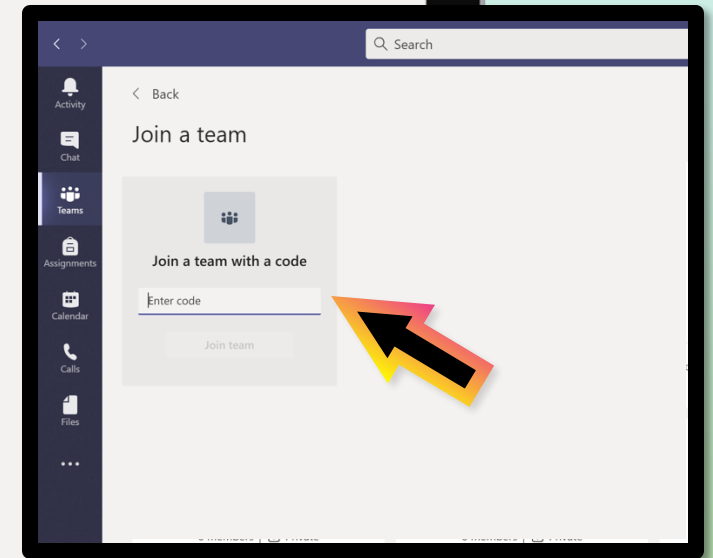 Search
Activity
Chat
Teams
Assignments
Calendar
Calls
Files
Back
Join a team
Join a team with a code
Enter code
Join team